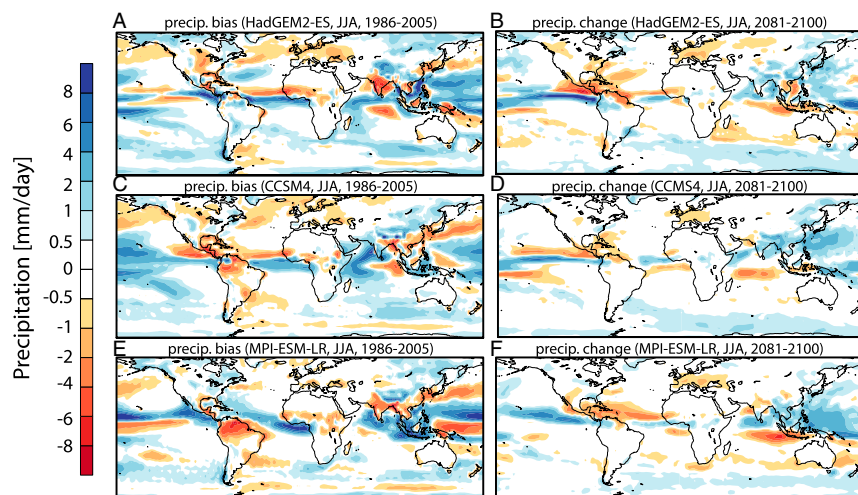 A precip. bias (HadGEM2-ES, JJA, 1986-2005)
B precip. change (HadGEM2-ES, JJA, 2081-2100)
C precip. bias (CCSM4, JJA, 1986-2005)
D precip. change (CCMS4, JJA, 2081-2100)
E precip. bias (MPI-ESM-LR, JJA, 1986-2005)
F precip. change (MPI-ESM-LR, JJA, 2081-2100)
Precipitation [mm/day]
8
6
4
2
1
0.5
0
-0.5
-1
-2
-4
-6
-8